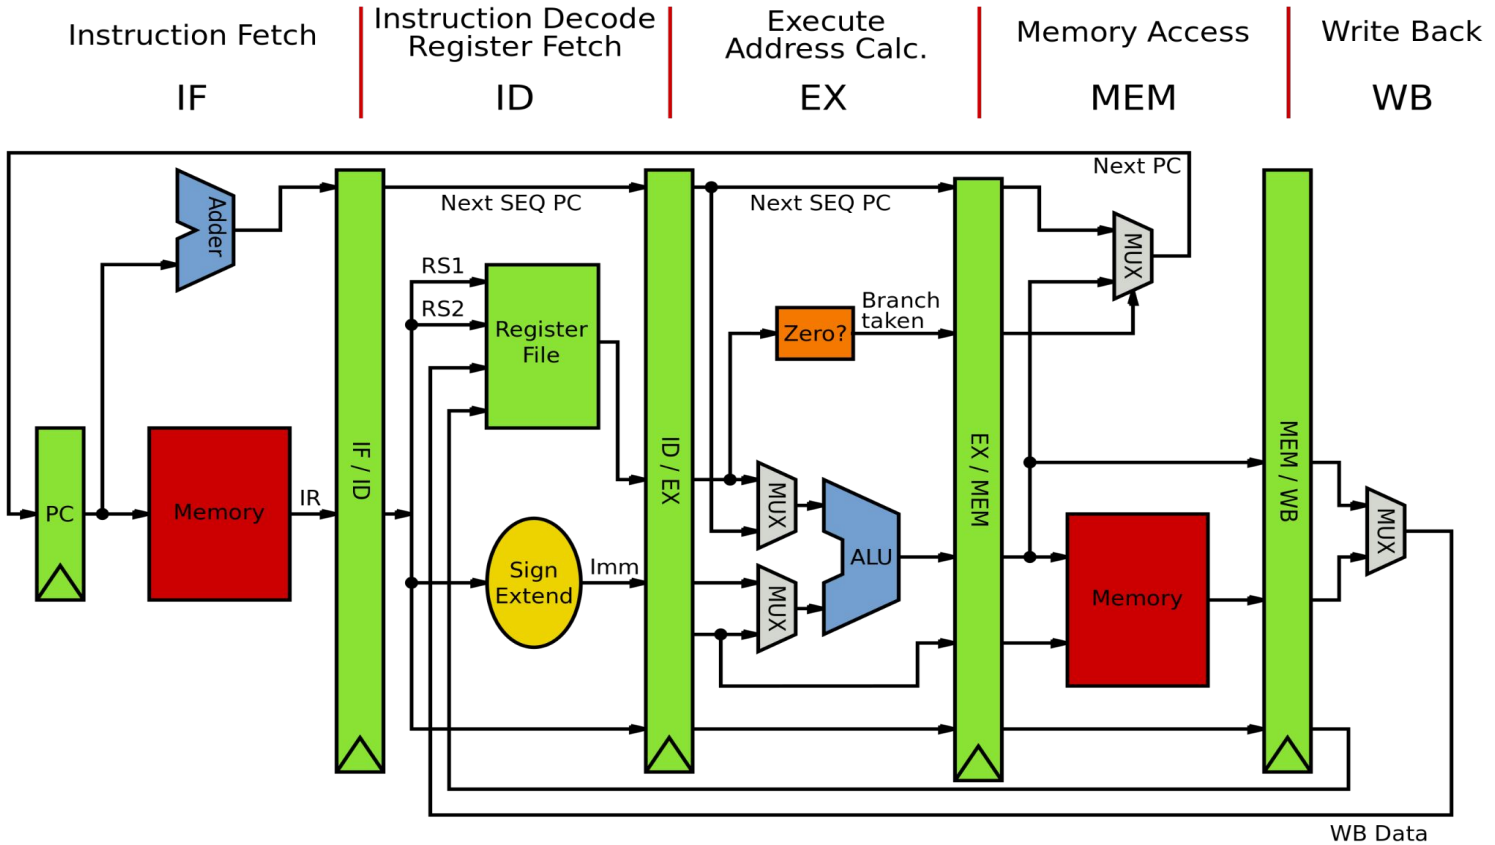 Instruction Fetch
IF
Instruction Decode
Register Fetch
ID
Execute
Address Calc.
EX
Memory Access
MEM
Write Back
WB
Next PC
Adder
Next SEQ PC
Next SEQ PC
MUX
RS1
RS2
Register
File
Branch
taken
Zero?
PC
Memory
IR
IF / ID
ID / EX
MUX
ALU
EX / MEM
MEM / WB
MUX
Sign
Extend
Imm
MUX
Memory
WB Data